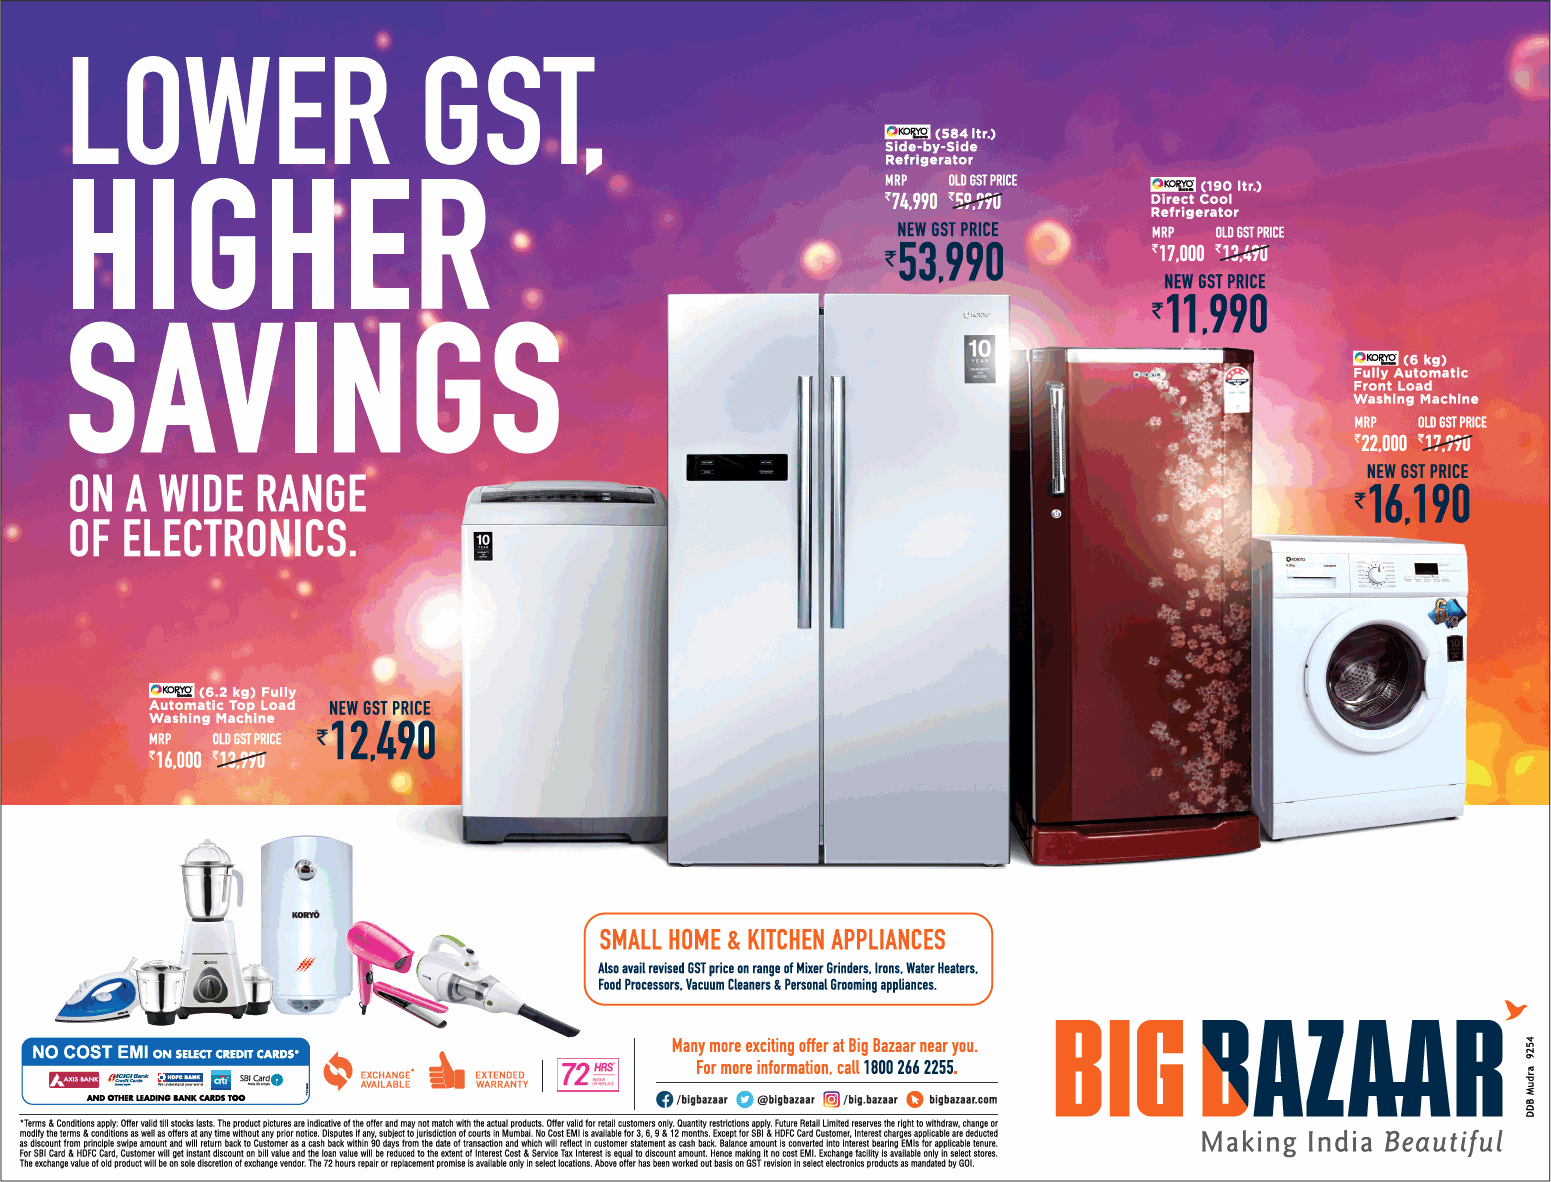 LOWER GST,
HIGHER
SAVINGS
ON A WIDE RANGE
OF ELECTRONICS.
KORYO (584 ltr.)
Side-by-Side
Refrigerator
MRP OLD GST PRICE
₹74,990 ₹59,990
NEW GST PRICE
₹53,990
KORYO (190 ltr.)
Direct Cool
Refrigerator
MRP OLD GST PRICE
₹17,000 ₹13,490
NEW GST PRICE
₹11,990
KORYO (6 kg)
Fully Automatic
Front Load
Washing Machine
MRP OLD GST PRICE
₹22,000 ₹17,990
NEW GST PRICE
₹16,190
KORYO (6.2 kg) Fully
Automatic Top Load
Washing Machine
MRP OLD GST PRICE
₹16,000 ₹13,990
NEW GST PRICE
₹12,490
KORYO
10
YEAR
WARRANTY
10
YEAR
KORYO
10
KORYO
SMALL HOME & KITCHEN APPLIANCES
Also avail revised GST price on range of Mixer Grinders, Irons, Water Heaters,
Food Processors, Vacuum Cleaners & Personal Grooming appliances.
NO COST EMI ON SELECT CREDIT CARDS*
AXIS BANK ICICI Bank Credit Cards HDFC BANK We understand your world citi SBI Card
AND OTHER LEADING BANK CARDS TOO
EXCHANGE*
AVAILABLE
EXTENDED
WARRANTY
72 HRS*
REPAIR
OR REPLACE
Many more exciting offer at Big Bazaar near you.
For more information, call 1800 266 2255.
/bigbazaar @bigbazaar /big.bazaar bigbazaar.com
BIG BAZAAR
Making India Beautiful
DDB Mudra 9254
*Terms & Conditions apply: Offer valid till stocks lasts. The product pictures are indicative of the offer and may not match with the actual products. Offer valid for retail customers only. Quantity restrictions apply. Future Retail Limited reserves the right to withdraw, change or
modify the terms & conditions as well as offers at any time without any prior notice. Disputes if any, subject to jurisdiction of courts in Mumbai. No Cost EMI is available for 3, 6, 9 & 12 months. Except for SBI & HDFC Card Customer, Interest charges applicable are deducted
as discount from principle swipe amount and will return back to Customer as a cash back within 90 days from the date of transaction and which will reflect in customer statement as cash back. Balance amount is converted into interest bearing EMIs for applicable tenure.
For SBI Card & HDFC Card, Customer will get instant discount on bill value and the loan value will be reduced to the extent of Interest Cost & Service Tax Interest is equal to discount amount. Hence making it no cost EMI. Exchange facility is available only in select stores.
The exchange value of old product will be on sole discretion of exchange vendor. The 72 hours repair or replacement promise is available only in select locations. Above offer has been worked out basis on GST revision in select electronics products as mandated by GOI.